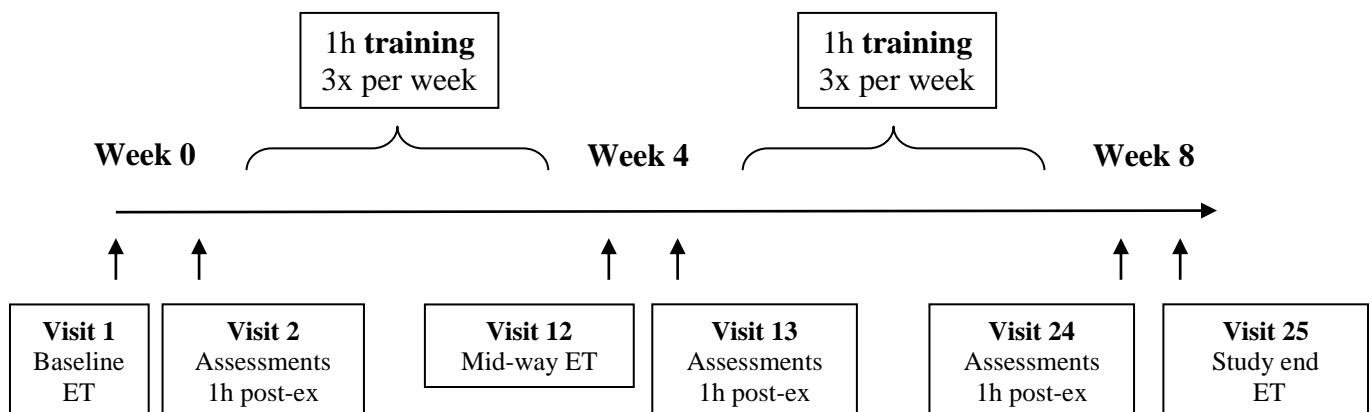 1h training
3x per week
1h training
3x per week
Week 0
Week 4
Week 8
Visit 1
Baseline
ET
Visit 2
Assessments
1h post-ex
Visit 12
Mid-way ET
Visit 13
Assessments
1h post-ex
Visit 24
Assessments
1h post-ex
Visit 25
Study end
ET